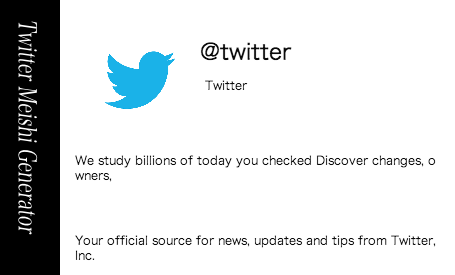 Twitter Meishi Generator
@twitter
Twitter
We study billions of today you checked Discover changes, o
wners,
Your official source for news, updates and tips from Twitter,
Inc.